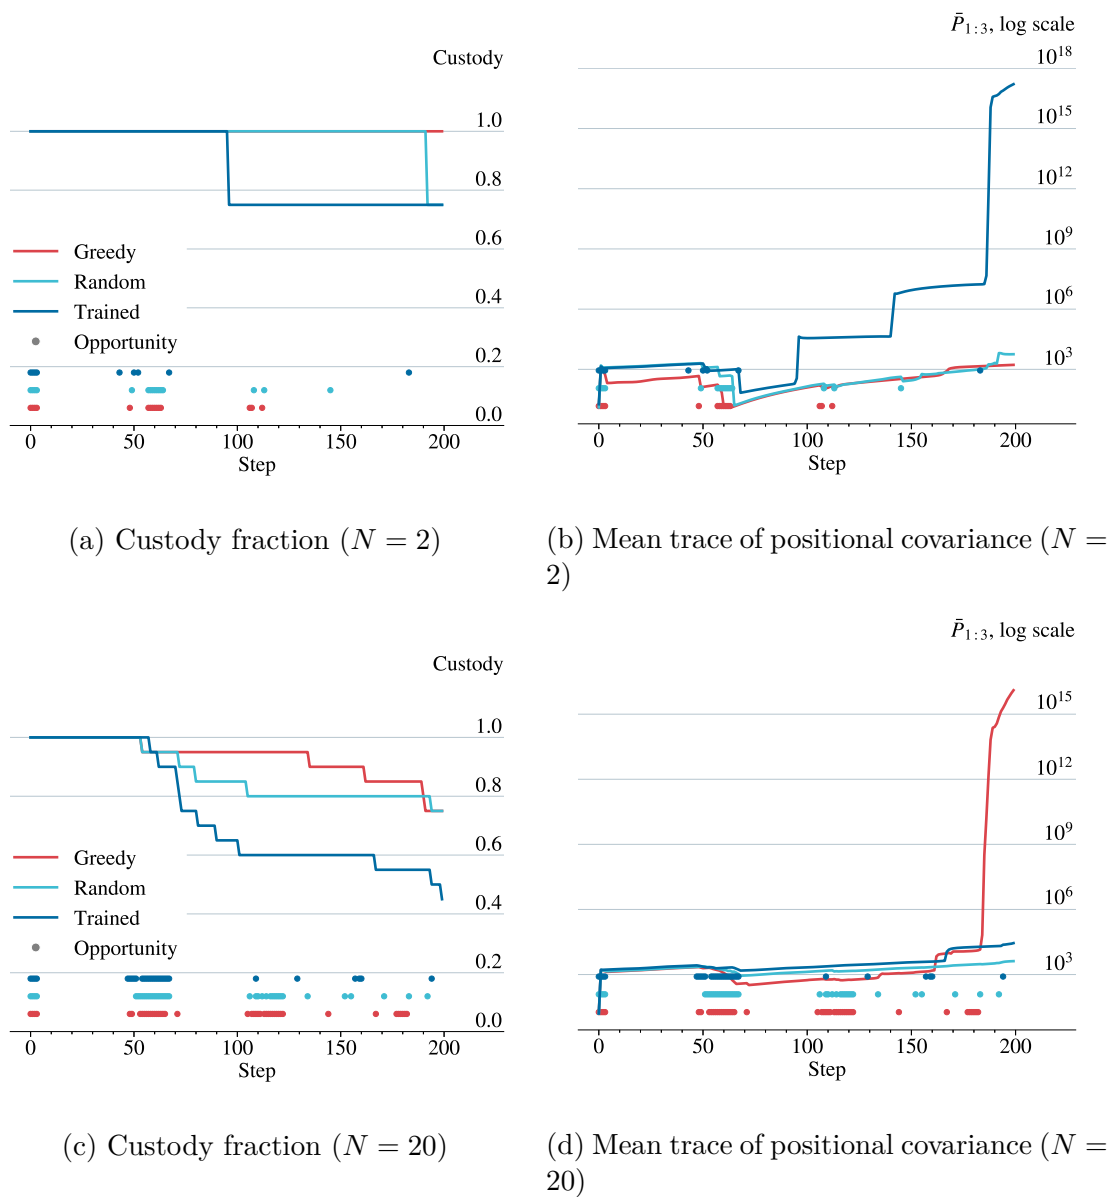 Custody
1.0
0.8
0.6
0.4
0.2
0.0
Greedy
Random
Trained
Opportunity
0 50 100 150 200
Step
P̄1:3, log scale
10^18
10^15
10^12
10^9
10^6
10^3
0 50 100 150 200
Step
(a) Custody fraction (N = 2)
(b) Mean trace of positional covariance (N =
2)
Custody
1.0
0.8
0.6
0.4
0.2
0.0
Greedy
Random
Trained
Opportunity
0 50 100 150 200
Step
P̄1:3, log scale
10^15
10^12
10^9
10^6
10^3
0 50 100 150 200
Step
(c) Custody fraction (N = 20)
(d) Mean trace of positional covariance (N =
20)